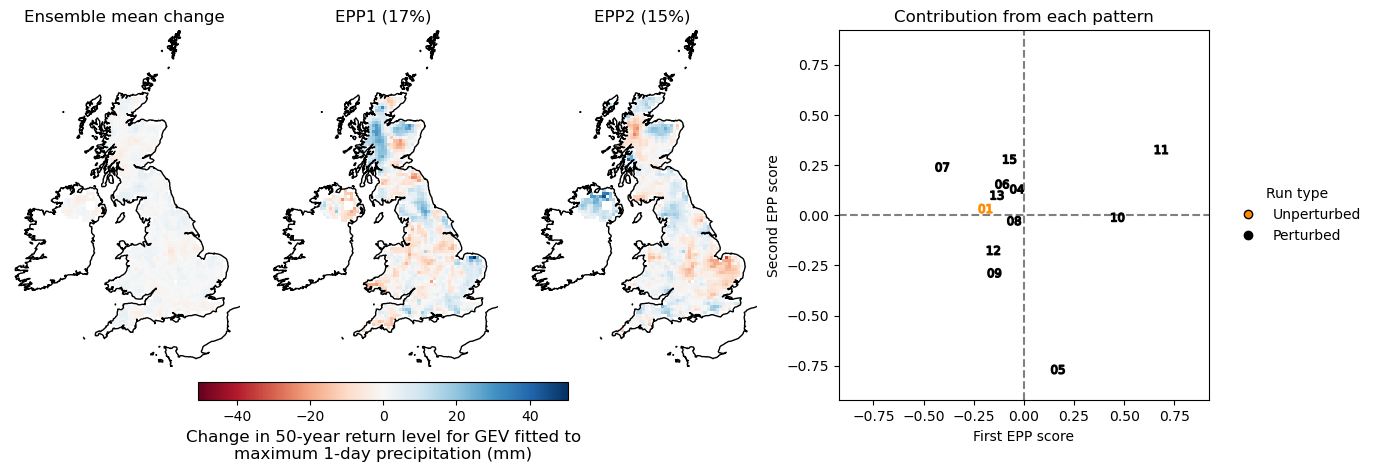 Ensemble mean change
EPP1 (17%)
EPP2 (15%)
Contribution from each pattern
0.75
0.50
0.25
0.00
−0.25
−0.50
−0.75
Second EPP score
11
15
07
06
04
13
01
08
10
12
09
05
−0.75
−0.50
−0.25
0.00
0.25
0.50
0.75
First EPP score
Run type
Unperturbed
Perturbed
−40
−20
0
20
40
Change in 50-year return level for GEV fitted to
maximum 1-day precipitation (mm)